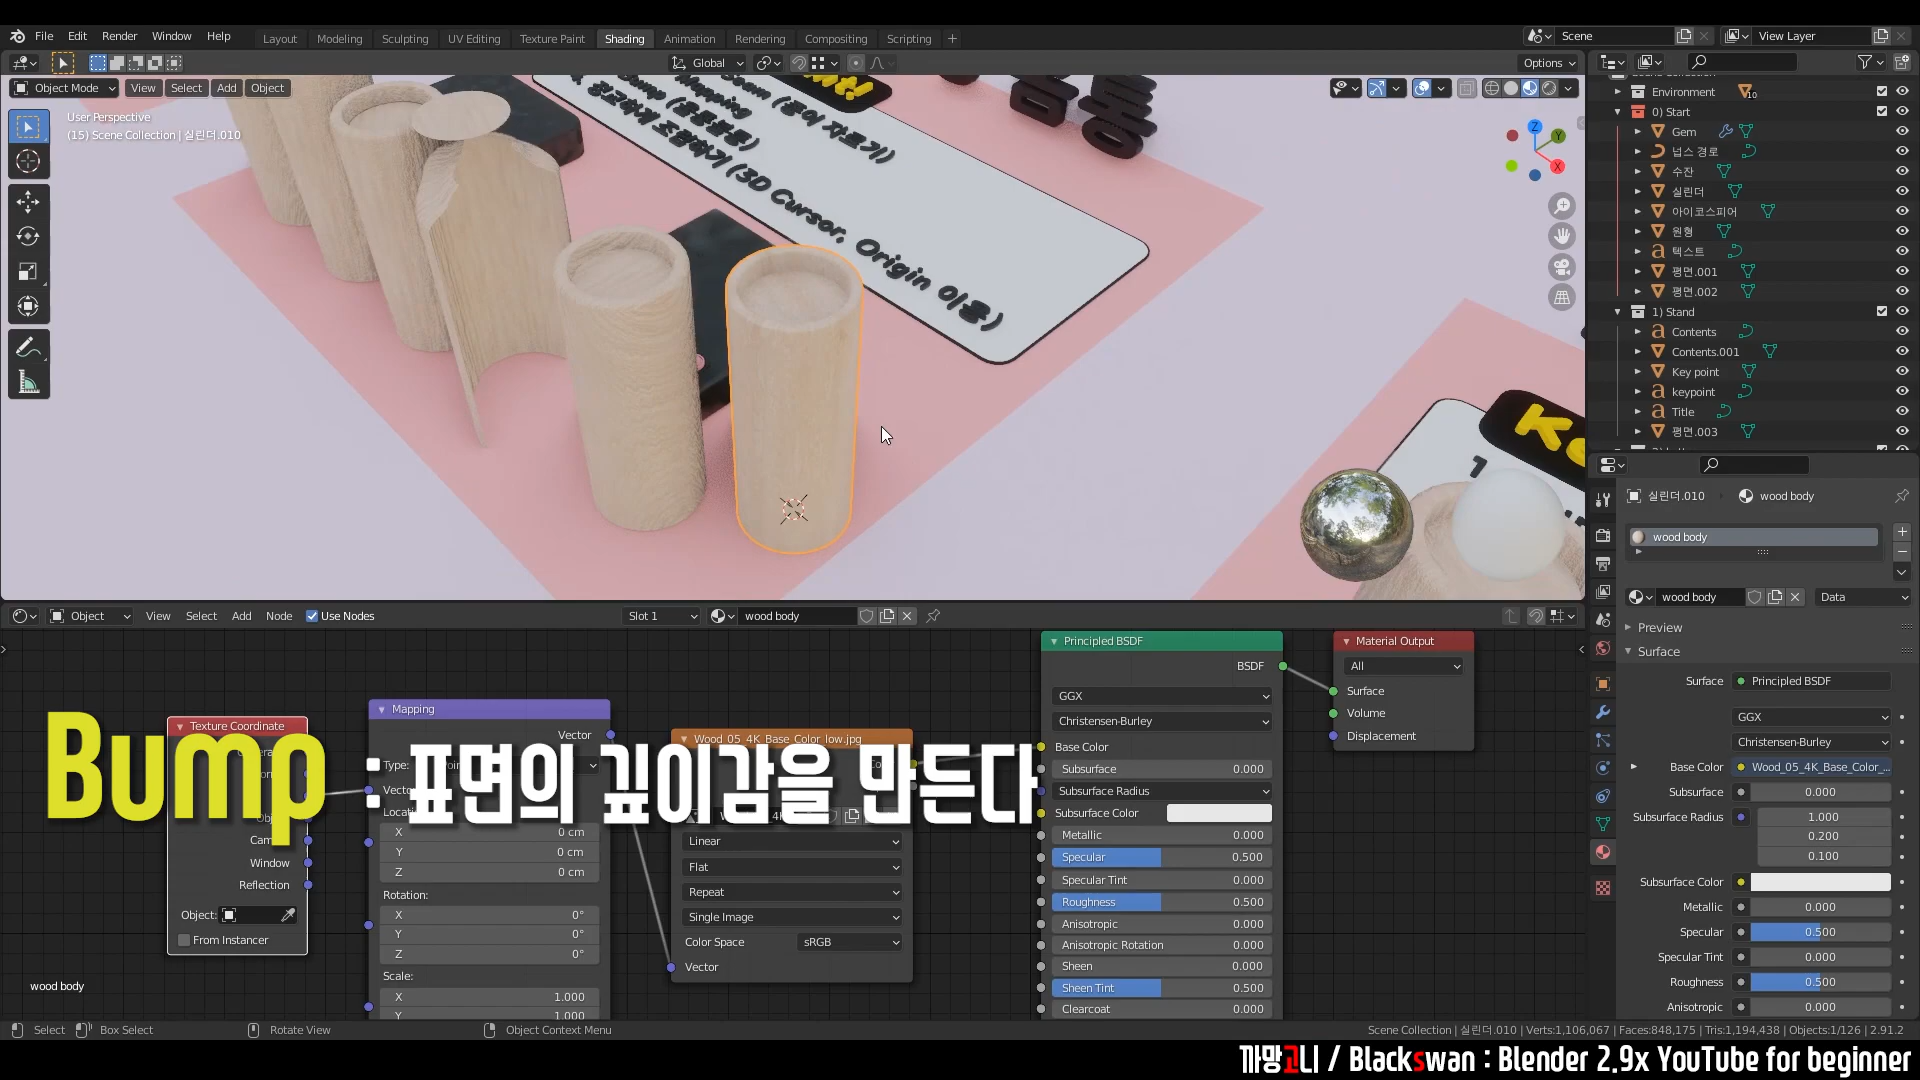 File Edit Render Window Help Layout Modeling Sculpting UV Editing Texture Paint Shading Animation Rendering Compositing Scripting + Scene View Layer
Global Options
Object Mode View Select Add Object
User Perspective
(15) Scene Collection | 실린더.010
(3D Cursor, Origin 이용)
Z
Y
X
Environment 10
0) Start
Gem
넙스 경로
수잔
실린더
아이코스피어
원형
텍스트
평면.001
평면.002
1) Stand
Contents
Contents.001
Key point
keypoint
Title
평면.003
Object View Select Add Node Use Nodes Slot 1 wood body
Texture Coordinate
Window
Reflection
Object:
From Instancer
Mapping
Vector
Type:
X 0 cm
Y 0 cm
Z 0 cm
Rotation:
X 0°
Y 0°
Z 0°
Scale:
X 1.000
Y 1.000
Wood_05_4K_Base_Color_low.jpg
Linear
Flat
Repeat
Single Image
Color Space sRGB
Vector
Bump : 표면의 깊이감을 만든다
Principled BSDF
BSDF
GGX
Christensen-Burley
Base Color
Subsurface 0.000
Subsurface Radius
Subsurface Color
Metallic 0.000
Specular 0.500
Specular Tint 0.000
Roughness 0.500
Anisotropic 0.000
Anisotropic Rotation 0.000
Sheen 0.000
Sheen Tint 0.500
Clearcoat 0.000
Material Output
All
Surface
Volume
Displacement
wood body
실린더.010 wood body
wood body
wood body Data
Preview
Surface
Surface Principled BSDF
GGX
Christensen-Burley
Base Color Wood_05_4K_Base_Color_...
Subsurface 0.000
Subsurface Radius 1.000
0.200
0.100
Subsurface Color
Metallic 0.000
Specular 0.500
Specular Tint 0.000
Roughness 0.500
Anisotropic 0.000
Select Box Select Rotate View Object Context Menu
Scene Collection | 실린더.010 | Verts:1,106,067 | Faces:848,175 | Tris:1,194,438 | Objects:1/126 | 2.91.2
까망고니 / Blackswan : Blender 2.9x YouTube for beginner